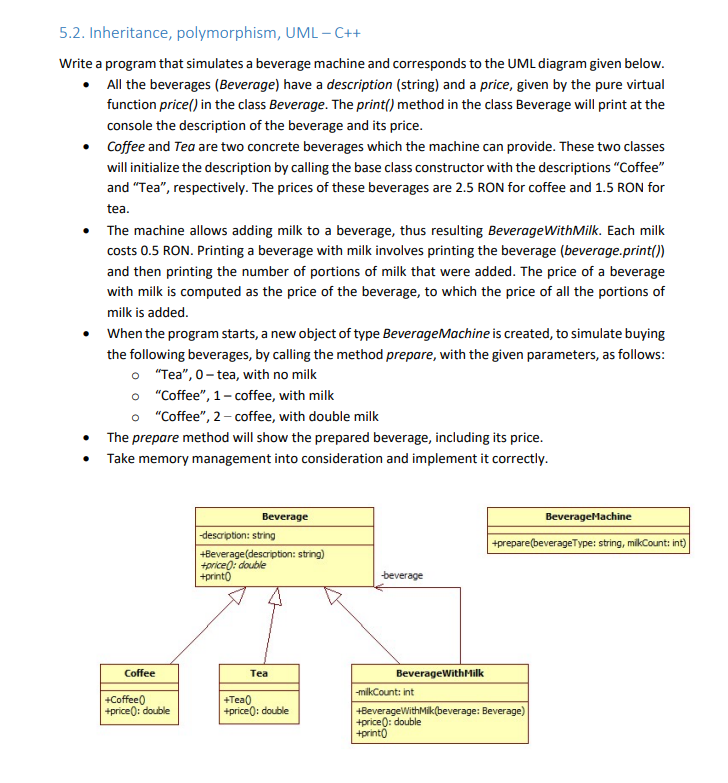 5.2. Inheritance, polymorphism, UML – C++
Write a program that simulates a beverage machine and corresponds to the UML diagram given below.
• All the beverages (Beverage) have a description (string) and a price, given by the pure virtual
function price() in the class Beverage. The print() method in the class Beverage will print at the
console the description of the beverage and its price.
• Coffee and Tea are two concrete beverages which the machine can provide. These two classes
will initialize the description by calling the base class constructor with the descriptions “Coffee”
and “Tea”, respectively. The prices of these beverages are 2.5 RON for coffee and 1.5 RON for
tea.
• The machine allows adding milk to a beverage, thus resulting BeverageWithMilk. Each milk
costs 0.5 RON. Printing a beverage with milk involves printing the beverage (beverage.print())
and then printing the number of portions of milk that were added. The price of a beverage
with milk is computed as the price of the beverage, to which the price of all the portions of
milk is added.
• When the program starts, a new object of type BeverageMachine is created, to simulate buying
the following beverages, by calling the method prepare, with the given parameters, as follows:
o “Tea”, 0 – tea, with no milk
o “Coffee”, 1 – coffee, with milk
o “Coffee”, 2 – coffee, with double milk
• The prepare method will show the prepared beverage, including its price.
• Take memory management into consideration and implement it correctly.
Beverage
-description: string
+Beverage(description: string)
+price(): double
+print()
BeverageMachine
+prepare(beverageType: string, milkCount: int)
-beverage
Coffee
+Coffee()
+price(): double
Tea
+Tea()
+price(): double
BeverageWithMilk
-milkCount: int
+BeverageWithMilk(beverage: Beverage)
+price(): double
+print()